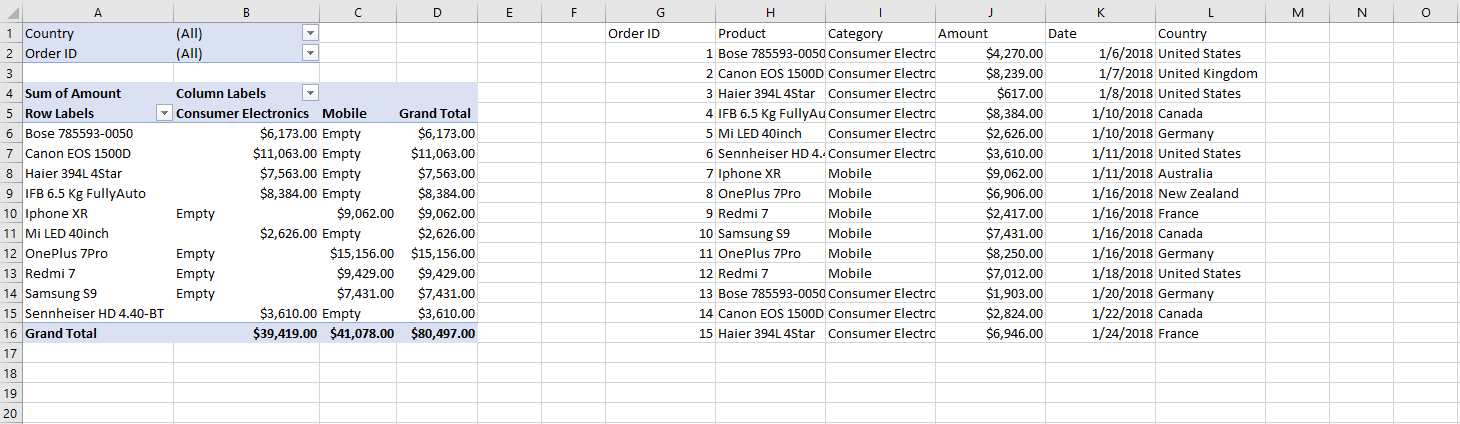 A B C D E F G H I J K L M N O
1 Country (All) Order ID Product Category Amount Date Country
2 Order ID (All) 1 Bose 785593-0050 Consumer Electro $4,270.00 1/6/2018 United States
3 2 Canon EOS 1500D Consumer Electro $8,239.00 1/7/2018 United Kingdom
4 Sum of Amount Column Labels 3 Haier 394L 4Star Consumer Electro $617.00 1/8/2018 United States
5 Row Labels Consumer Electronics Mobile Grand Total 4 IFB 6.5 Kg FullyAu Consumer Electro $8,384.00 1/10/2018 Canada
6 Bose 785593-0050 $6,173.00 Empty $6,173.00 5 Mi LED 40inch Consumer Electro $2,626.00 1/10/2018 Germany
7 Canon EOS 1500D $11,063.00 Empty $11,063.00 6 Sennheiser HD 4. Consumer Electro $3,610.00 1/11/2018 United States
8 Haier 394L 4Star $7,563.00 Empty $7,563.00 7 Iphone XR Mobile $9,062.00 1/11/2018 Australia
9 IFB 6.5 Kg FullyAuto $8,384.00 Empty $8,384.00 8 OnePlus 7Pro Mobile $6,906.00 1/16/2018 New Zealand
10 Iphone XR Empty $9,062.00 $9,062.00 9 Redmi 7 Mobile $2,417.00 1/16/2018 France
11 Mi LED 40inch $2,626.00 Empty $2,626.00 10 Samsung S9 Mobile $7,431.00 1/16/2018 Canada
12 OnePlus 7Pro Empty $15,156.00 $15,156.00 11 OnePlus 7Pro Mobile $8,250.00 1/16/2018 Germany
13 Redmi 7 Empty $9,429.00 $9,429.00 12 Redmi 7 Mobile $7,012.00 1/18/2018 United States
14 Samsung S9 Empty $7,431.00 $7,431.00 13 Bose 785593-0050 Consumer Electro $1,903.00 1/20/2018 Germany
15 Sennheiser HD 4.40-BT $3,610.00 Empty $3,610.00 14 Canon EOS 1500D Consumer Electro $2,824.00 1/22/2018 Canada
16 Grand Total $39,419.00 $41,078.00 $80,497.00 15 Haier 394L 4Star Consumer Electro $6,946.00 1/24/2018 France
17
18
19
20